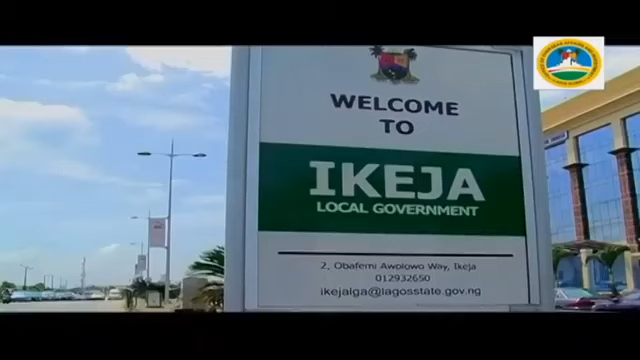 WELCOME
TO
IKEJA
LOCAL GOVERNMENT
2, Obafemi Awolowo Way, Ikeja
012932650
ikejalga@lagosstate.gov.ng